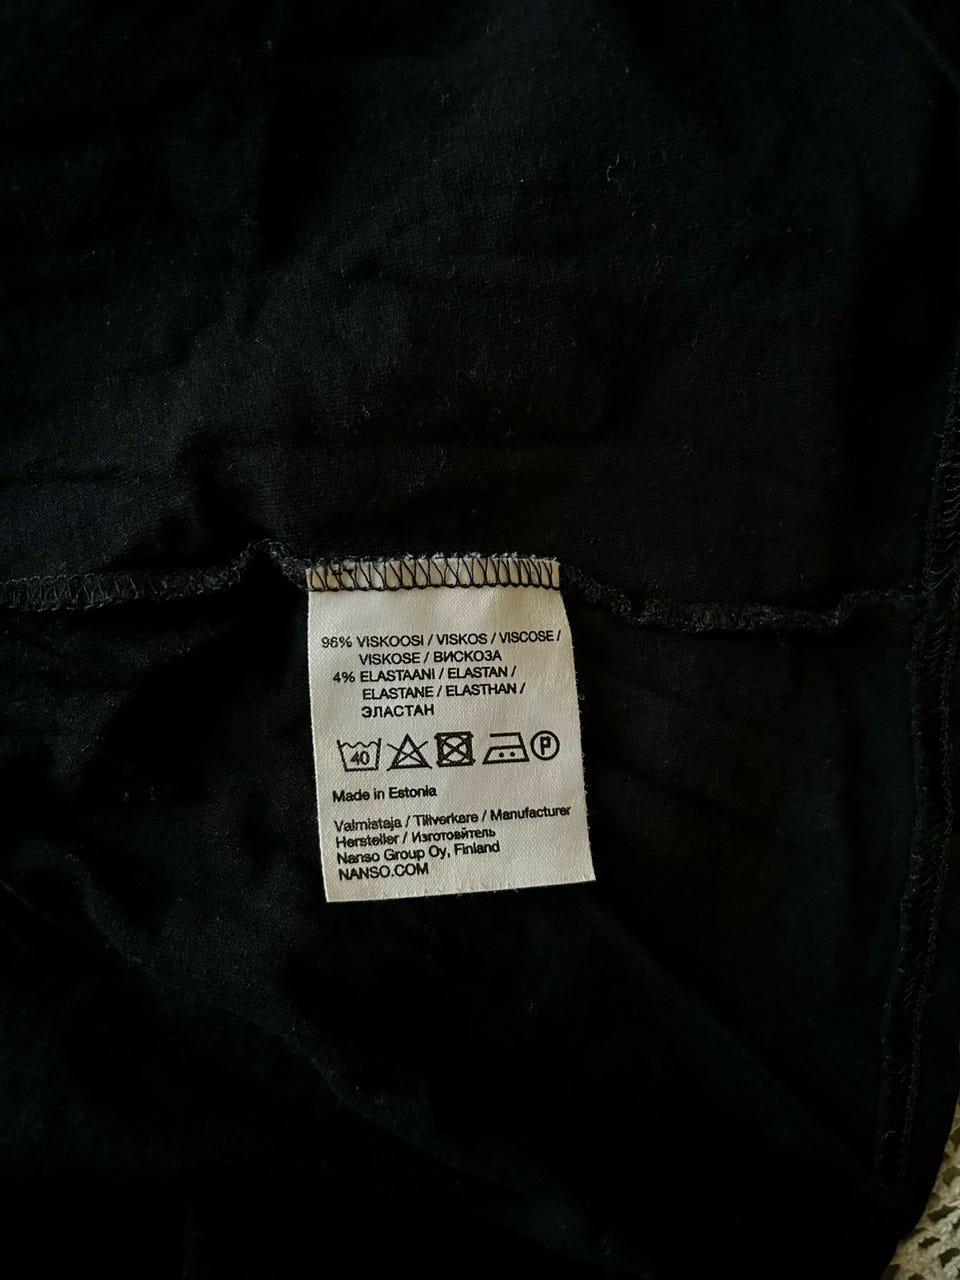 96% VISKOOSI / VISKOS / VISCOSE /
VISKOSE / ВИСКОЗА
4% ELASTAANI / ELASTAN /
ELASTANE / ELASTHAN /
ЭЛАСТАН
40 P
Made in Estonia
Valmistaja / Tillverkare / Manufacturer
Hersteller / Изготовйтель
Nanso Group Oy, Finland
NANSO.COM